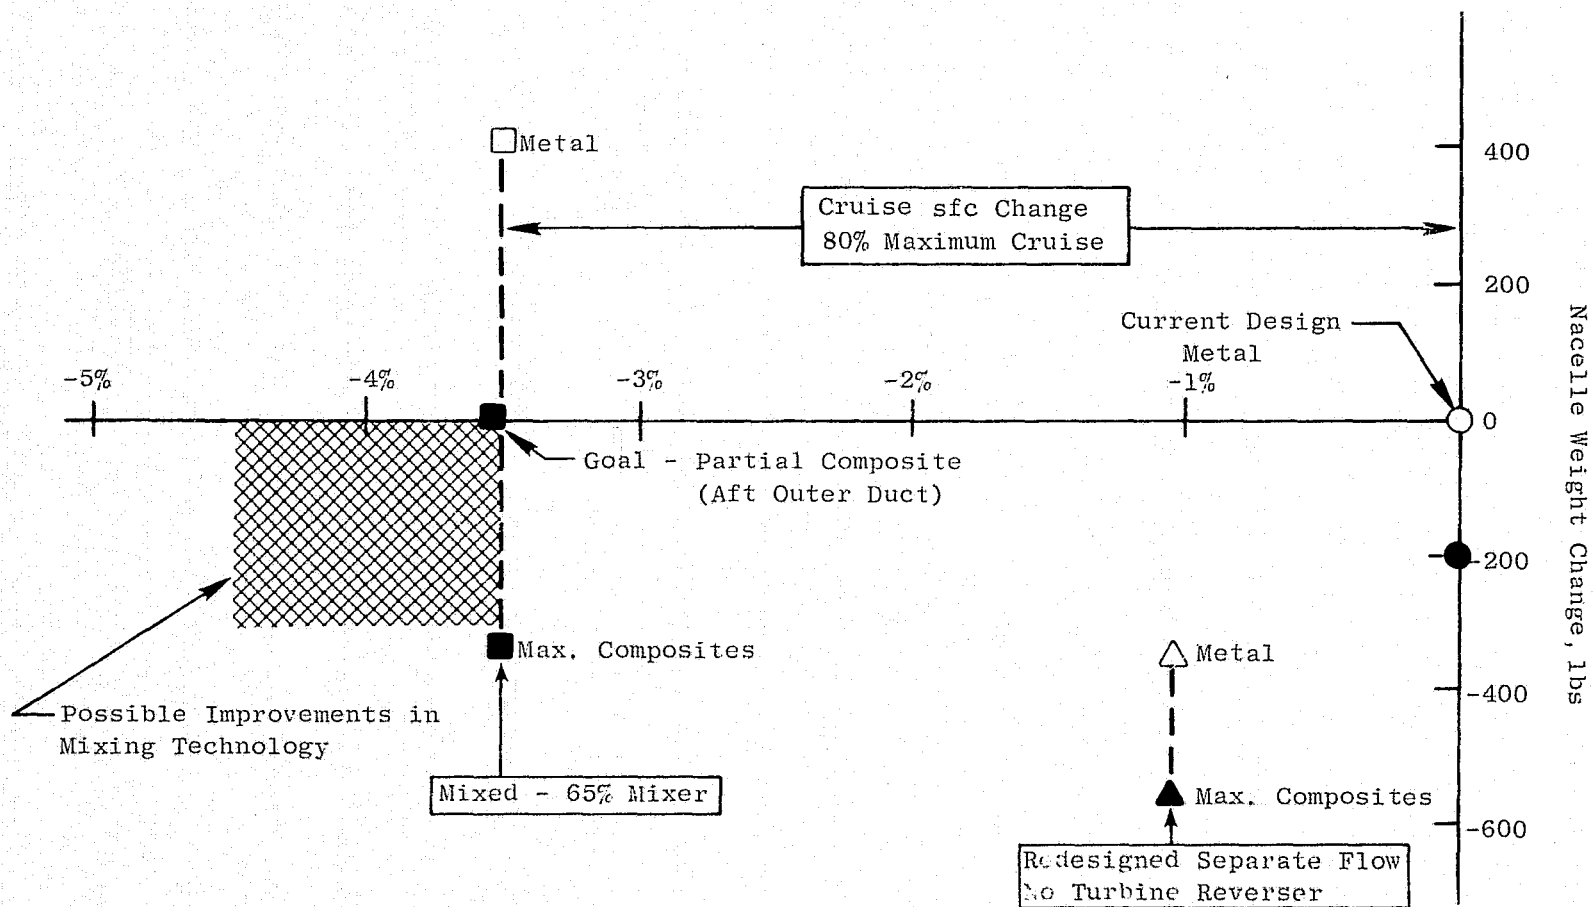 Metal
400
Cruise sfc Change
80% Maximum Cruise
200
Current Design
Metal
-5%
-4%
-3%
-2%
-1%
0
Goal - Partial Composite
(Aft Outer Duct)
-200
Nacelle Weight Change, lbs
Max. Composites
Metal
-400
Possible Improvements in
Mixing Technology
Mixed - 65% Mixer
Max. Composites
-600
Redesigned Separate Flow
No Turbine Reverser